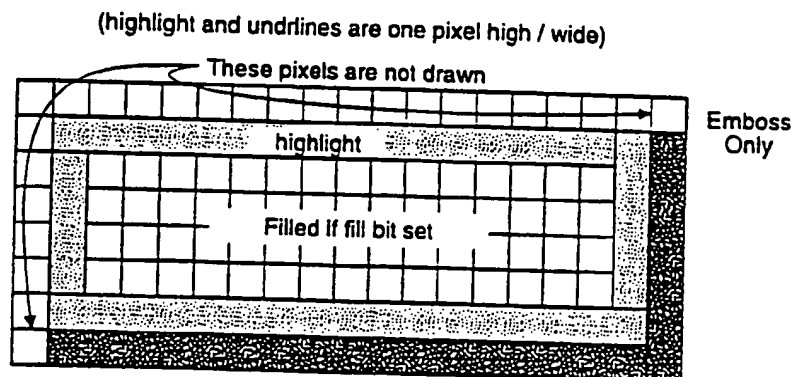 (highlight and undrlines are one pixel high / wide)
These pixels are not drawn
Emboss
Only
highlight
Filled if fill bit set